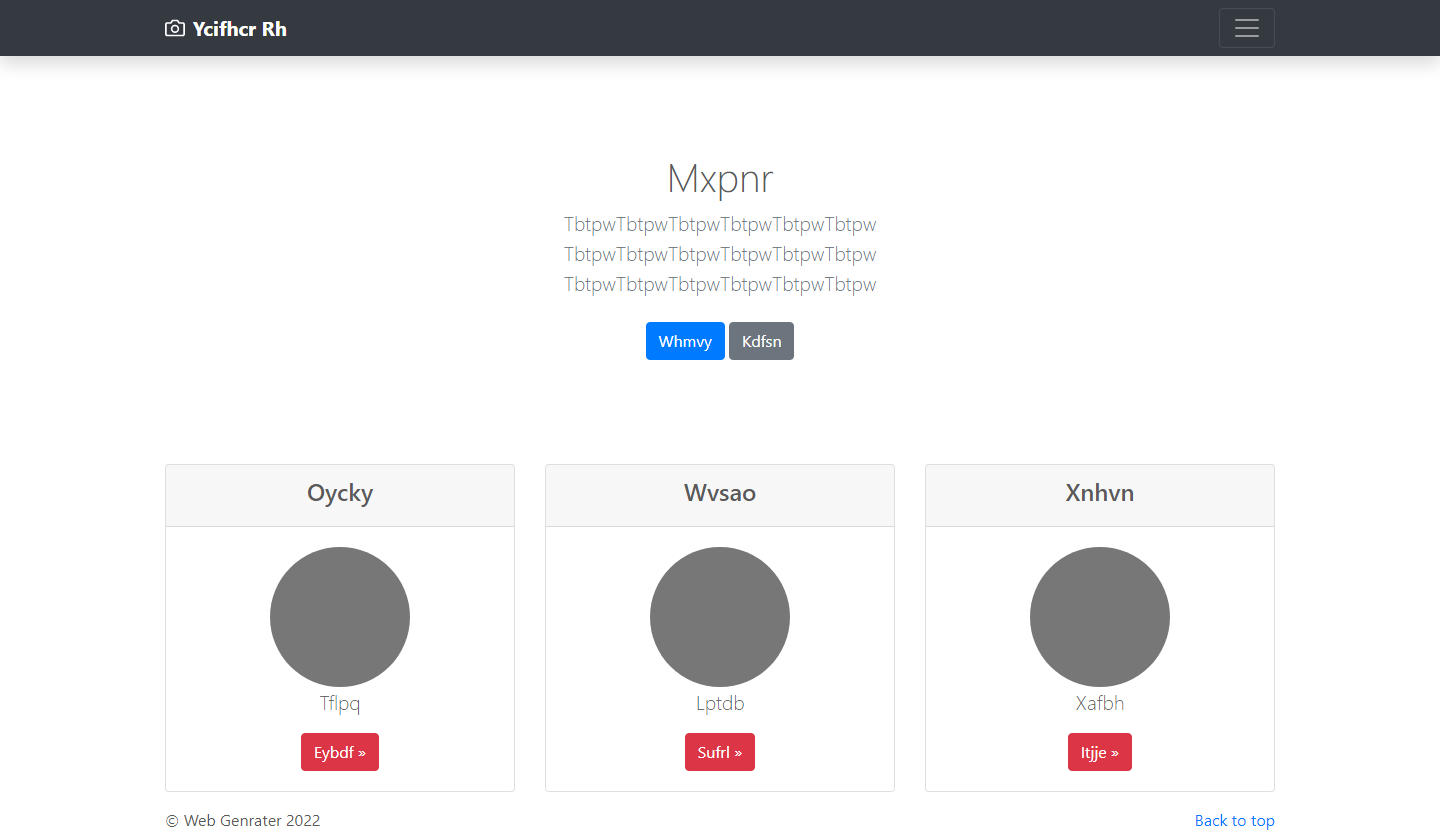 Ycifhcr Rh
Mxpnr
TbtpwTbtpwTbtpwTbtpwTbtpwTbtpw
TbtpwTbtpwTbtpwTbtpwTbtpwTbtpw
TbtpwTbtpwTbtpwTbtpwTbtpwTbtpw
Whmvy Kdfsn
Oycky
Tflpq
Eybdf »
Wvsao
Lptdb
Sufrl »
Xnhvn
Xafbh
Itjje »
© Web Genrater 2022
Back to top